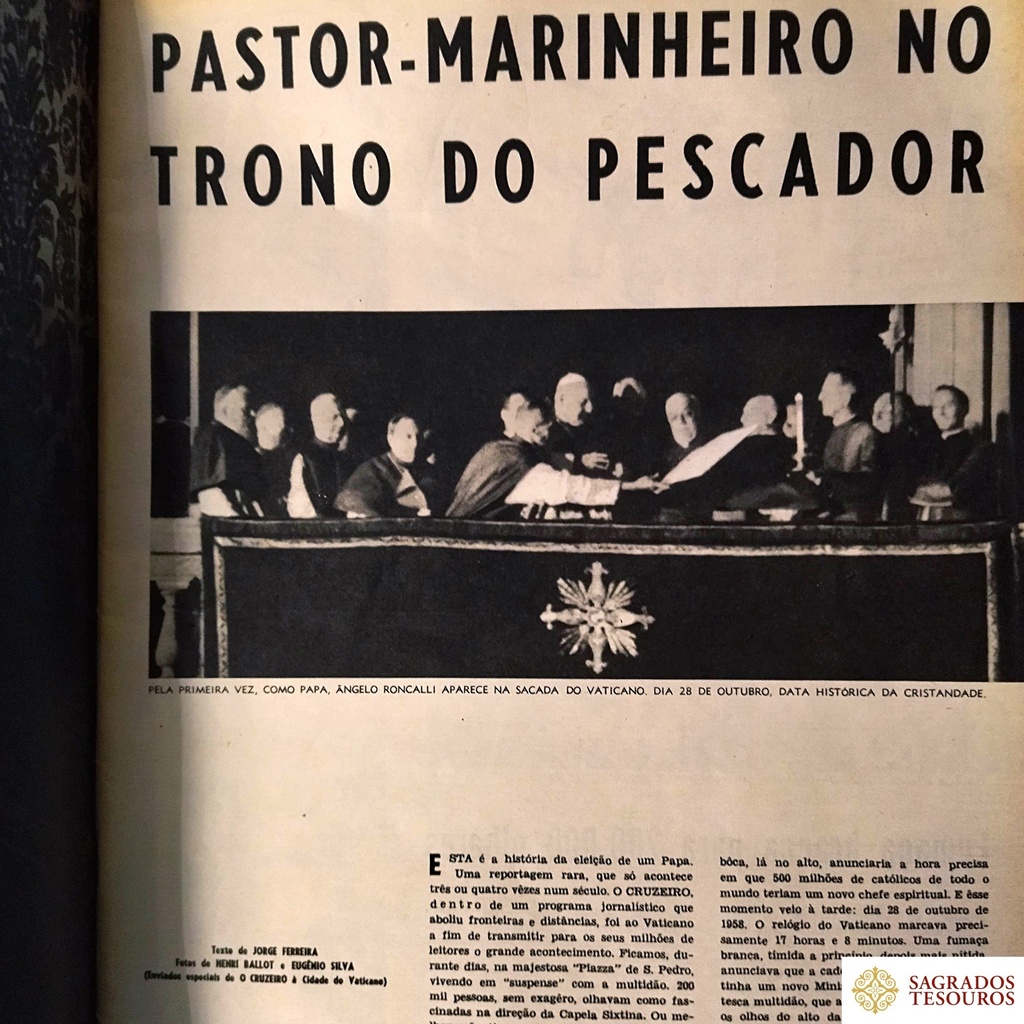 PASTOR-MARINHEIRO NO
TRONO DO PESCADOR
PELA PRIMEIRA VEZ, COMO PAPA, ÂNGELO RONCALLI APARECE NA SACADA DO VATICANO. DIA 28 DE OUTUBRO, DATA HISTÓRICA DA CRISTANDADE.
Texto de JORGE FERREIRA
Fotos de HENRI BALLOT e EUGÊNIO SILVA
(Enviados especiais de O CRUZEIRO à Cidade do Vaticano)
ESTA é a história da eleição de um Papa.
Uma reportagem rara, que só acontece
três ou quatro vêzes num século. O CRUZEIRO,
dentro de um programa jornalístico que
aboliu fronteiras e distâncias, foi ao Vaticano
a fim de transmitir para os seus milhões de
leitores o grande acontecimento. Ficamos, du-
rante dias, na majestosa "Piazza" de S. Pedro,
vivendo em "suspense" com a multidão. 200
mil pessoas, sem exagêro, olhavam como fas-
cinadas na direção da Capela Sixtina. Ou me-
bôca, lá no alto, anunciaria a hora precisa
em que 500 milhões de católicos de todo o
mundo teriam um novo chefe espiritual. E êsse
momento veio à tarde: dia 28 de outubro de
1958. O relógio do Vaticano marcava preci-
samente 17 horas e 8 minutos. Uma fumaça
branca, tímida a princípio, depois mais nítida,
anunciava que a
tinha um novo
tesca multidão, que a
os olhos do alto da
SAGRADOS
TESOUROS